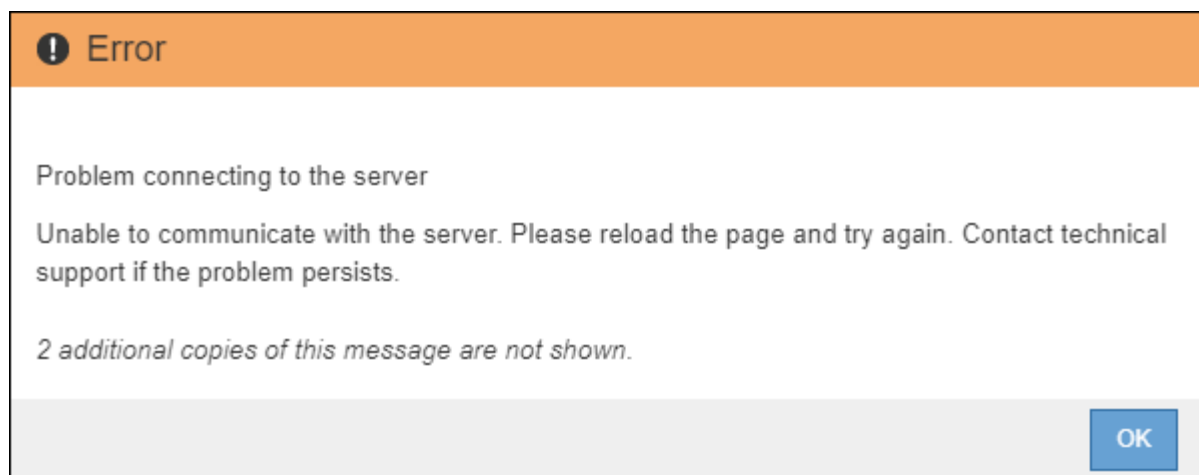 Error
Problem connecting to the server
Unable to communicate with the server. Please reload the page and try again. Contact technical
support if the problem persists.
2 additional copies of this message are not shown.
OK